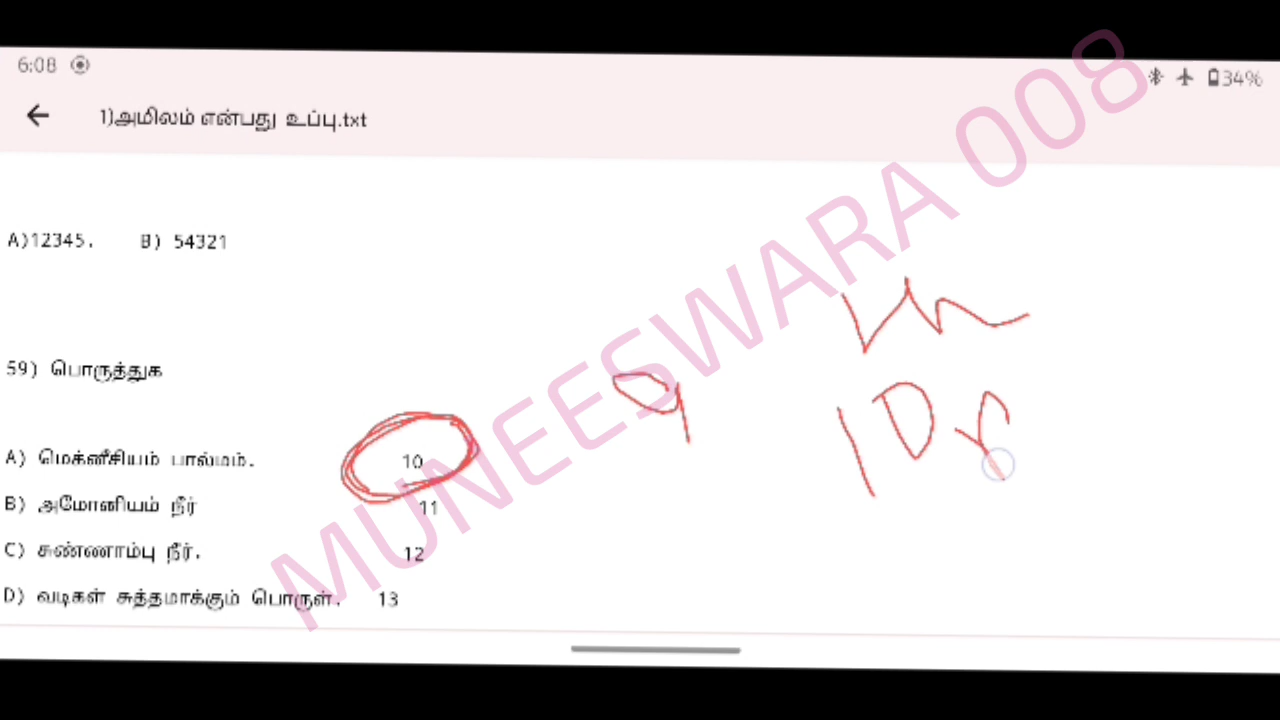 6:08 34%
1)அமிலம் என்பது உப்பு.txt
MUNEESWARA 008
A)12345. B) 54321
59) பொருத்துக
A) மெக்னீசியம் பால்மம். 10
B) அமோனியம் நீர் 11
C) சுண்ணாம்பு நீர். 12
D) வடிகள் சுத்தமாக்கும் பொருள். 13